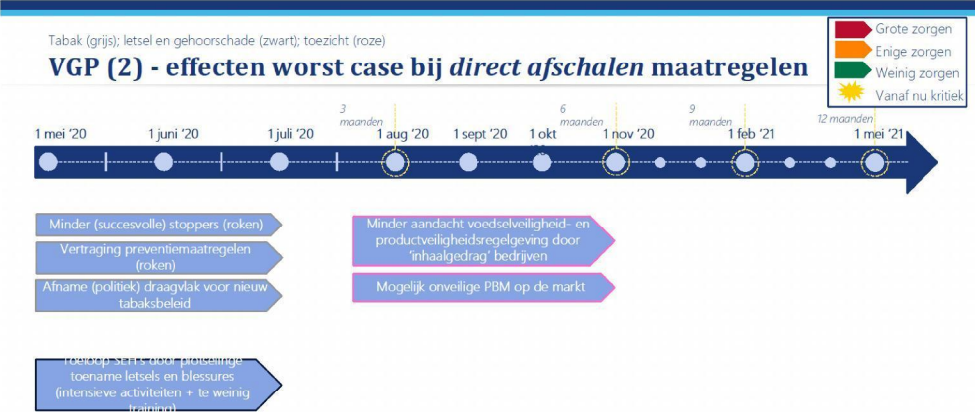 Tabak (grijs); letsel en gehoorschade (zwart); toezicht (roze)
VGP (2) - effecten worst case bij direct afschalen maatregelen
Grote zorgen
Enige zorgen
Weinig zorgen
Vanaf nu kritiek
3 maanden
6 maanden
9 maanden
12 maanden
1 mei '20
1 juni '20
1 juli '20
1 aug '20
1 sept '20
1 okt
1 nov '20
1 feb '21
1 mei '21
Minder (succesvolle) stoppers (roken)
Vertraging preventiemaatregelen
(roken)
Afname (politiek) draagvlak voor nieuw
tabaksbeleid
Minder aandacht voedselveiligheid- en
productveiligheidsregelgeving door
'inhaalgedrag' bedrijven
Mogelijk onveilige PBM op de markt
Toeloop SEH's door plotselinge
toename letsels en blessures
(intensieve activiteiten + te weinig
training)